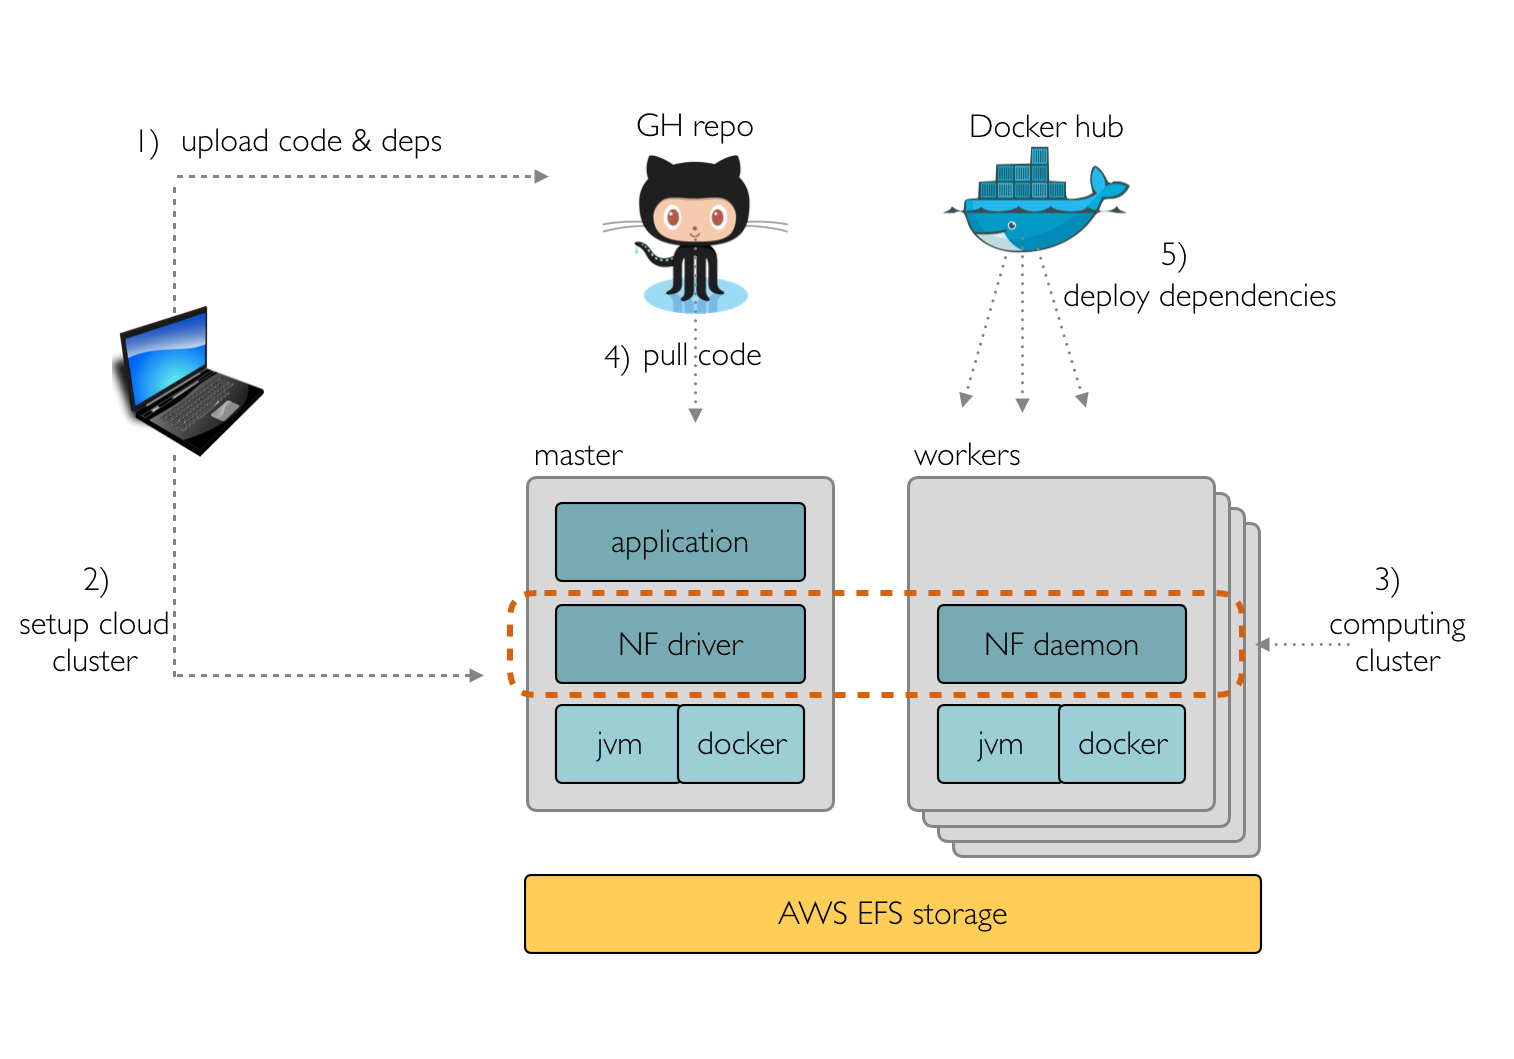 1) upload code & deps
GH repo
Docker hub
5)
deploy dependencies
4) pull code
master
workers
application
2)
setup cloud
cluster
NF driver
NF daemon
3)
computing
cluster
jvm
docker
jvm
docker
AWS EFS storage